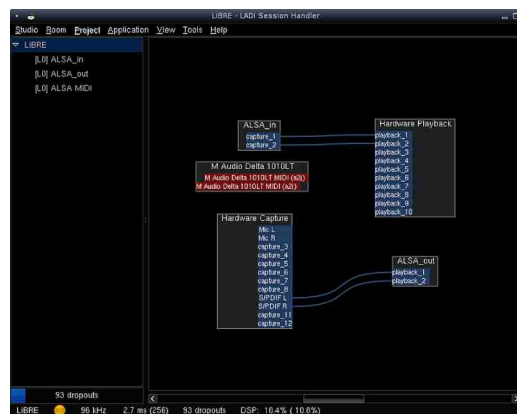 LiBRE - LADI Session Handler
Studio Room Project Application View Tools Help
LiBRE
[L0] ALSA_in
[L0] ALSA_out
[L0] ALSA MIDI
ALSA_in
capture_1
capture_2
Hardware Playback
playback_1
playback_2
playback_3
playback_4
playback_5
playback_6
playback_7
playback_8
playback_9
playback_10
M Audio Delta 1010LT
M Audio Delta 1010LT MIDI (a2j)
M Audio Delta 1010LT MIDI (a2j)
Hardware Capture
Mic L
Mic R
capture_3
capture_4
capture_5
capture_6
capture_7
capture_8
S/PDIF L
S/PDIF R
capture_11
capture_12
ALSA_out
playback_1
playback_2
93 dropouts
LiBRE 96 kHz 2.7 ms (256) 93 dropouts DSP: 10.4% ( 10.8%)